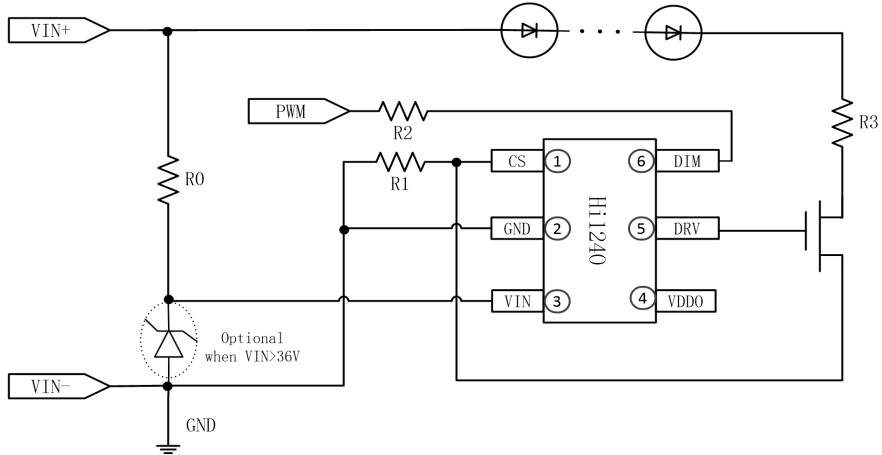 VIN+
PWM
R2
R3
R0
R1
CS
1
6
DIM
GND
2
Hi1240
5
DRV
VIN
3
4
VDDO
Optional
when VIN>36V
VIN-
GND